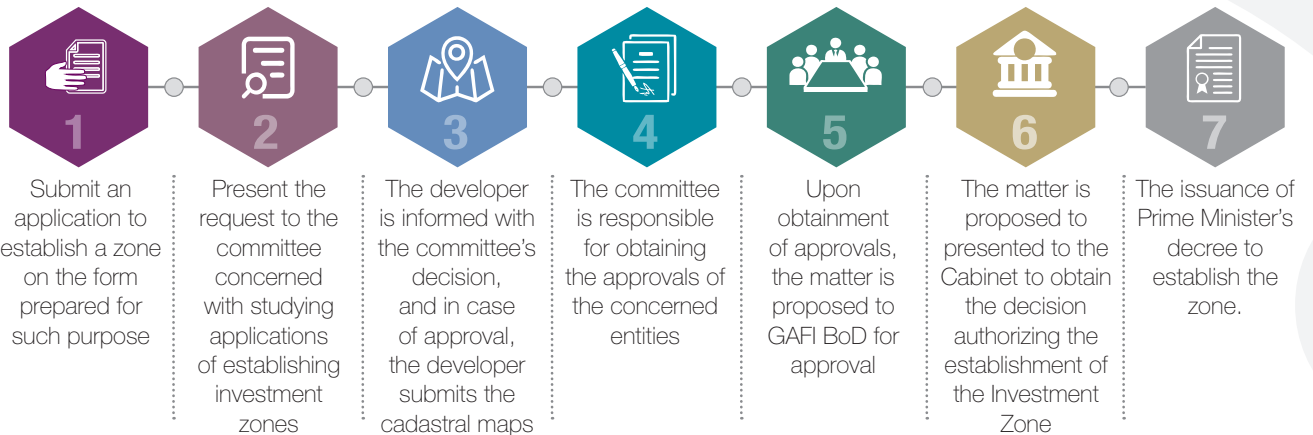 1
Submit an
application to
establish a zone
on the form
prepared for
such purpose
2
Present the
request to the
committee
concerned
with studying
applications
of establishing
investment
zones
3
The developer
is informed with
the committee's
decision,
and in case
of approval,
the developer
submits the
cadastral maps
4
The committee
is responsible
for obtaining
the approvals of
the concerned
entities
5
Upon
obtainment
of approvals,
the matter is
proposed to
GAFI BoD for
approval
6
The matter is
proposed to
presented to the
Cabinet to obtain
the decision
authorizing the
establishment of
the Investment
Zone
7
The issuance of
Prime Minister's
decree to
establish the
zone.